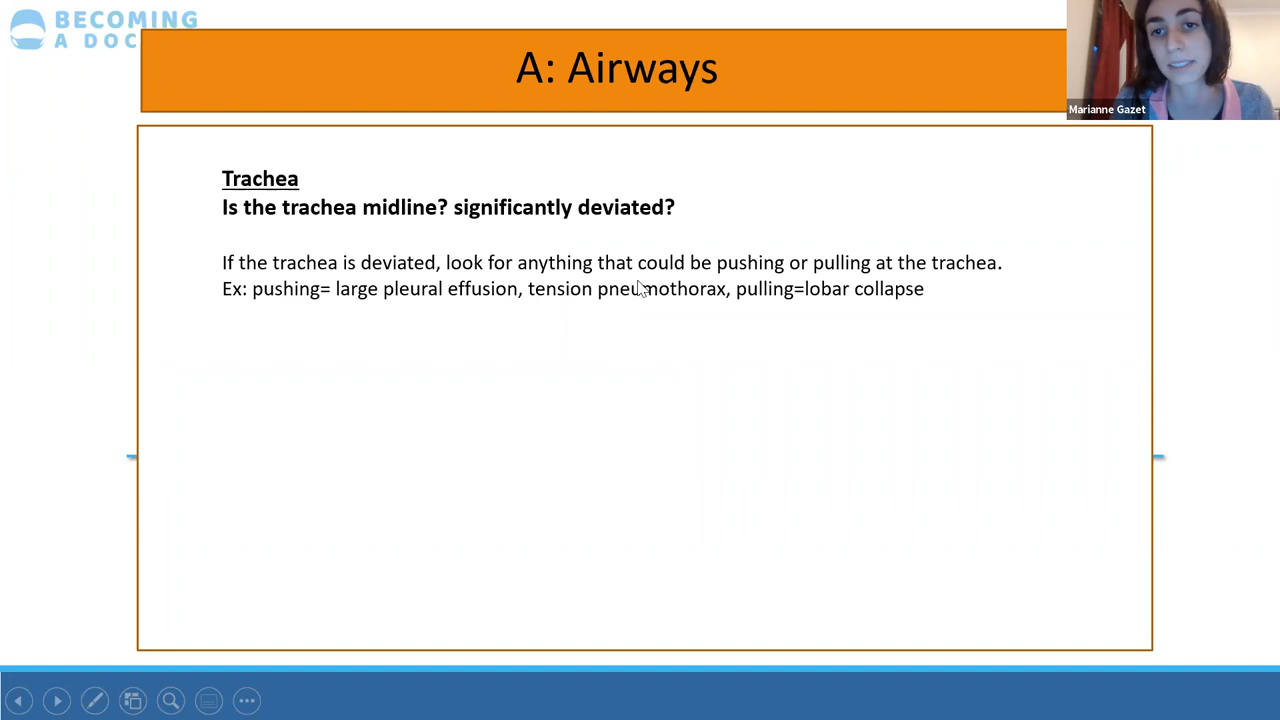 BECOMING
A DOC
A: Airways
Marianne Gazet
Trachea
Is the trachea midline? significantly deviated?
If the trachea is deviated, look for anything that could be pushing or pulling at the trachea.
Ex: pushing= large pleural effusion, tension pneumothorax, pulling=lobar collapse